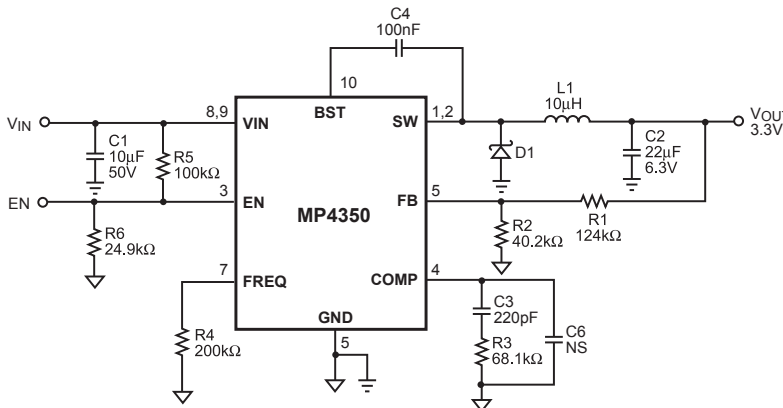 C4
100nF
10
BST
L1
10µH
VIN
8,9
VIN
SW
1,2
VOUT
3.3V
C1
10µF
50V
R5
100kΩ
D1
C2
22µF
6.3V
EN
3
EN
MP4350
FB
5
R1
124kΩ
R2
40.2kΩ
R6
24.9kΩ
7
FREQ
COMP
4
C3
220pF
C6
NS
GND
5
R4
200kΩ
R3
68.1kΩ